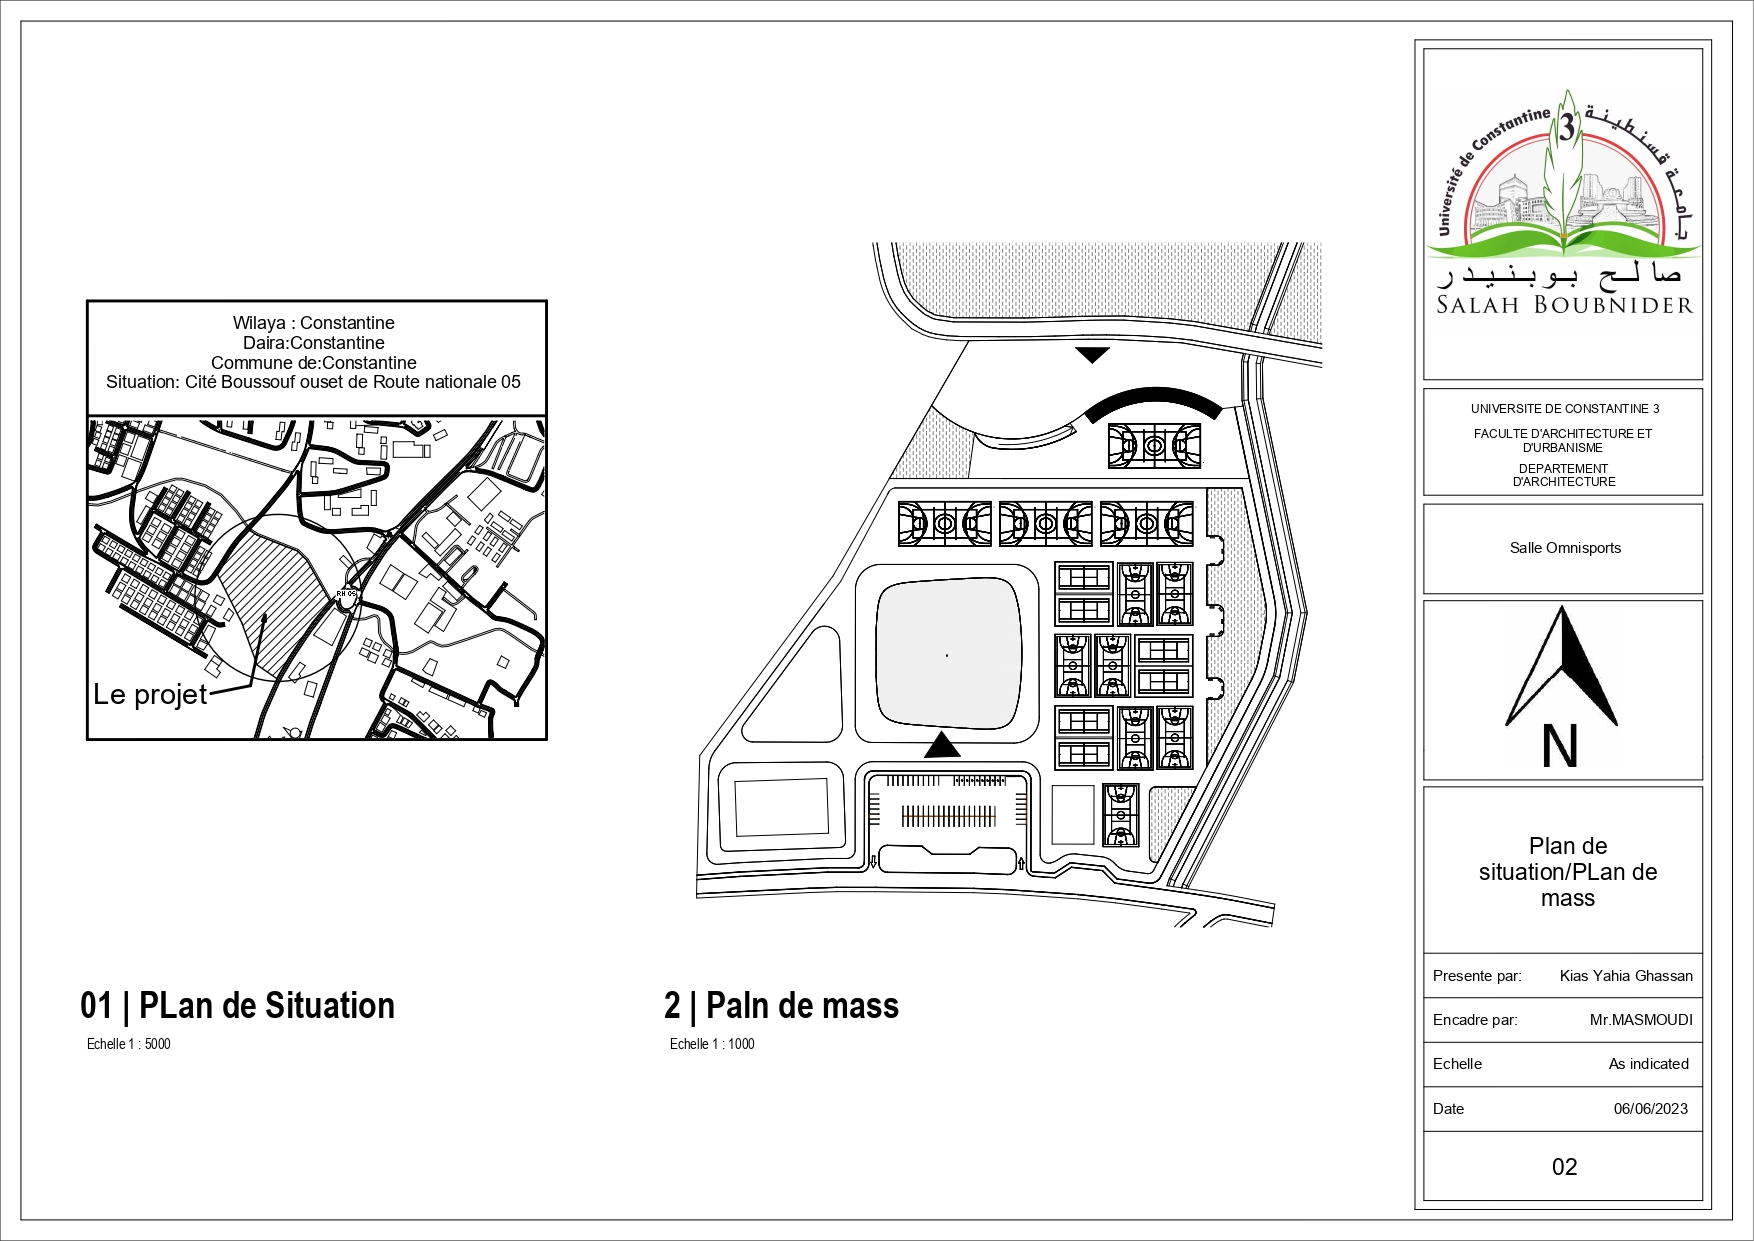 Wilaya : Constantine
Daira:Constantine
Commune de:Constantine
Situation: Cité Boussouf ouset de Route nationale 05
Le projet
01 | PLan de Situation
Echelle 1 : 5000
2 | Paln de mass
Echelle 1 : 1000
Université de Constantine 3 جامعة قسنطينة
صالح بوبنيدر
SALAH BOUBNIDER
UNIVERSITE DE CONSTANTINE 3
FACULTE D'ARCHITECTURE ET
D'URBANISME
DEPARTEMENT
D'ARCHITECTURE
Salle Omnisports
N
Plan de
situation/PLan de
mass
Presente par: Kias Yahia Ghassan
Encadre par: Mr.MASMOUDI
Echelle As indicated
Date 06/06/2023
02